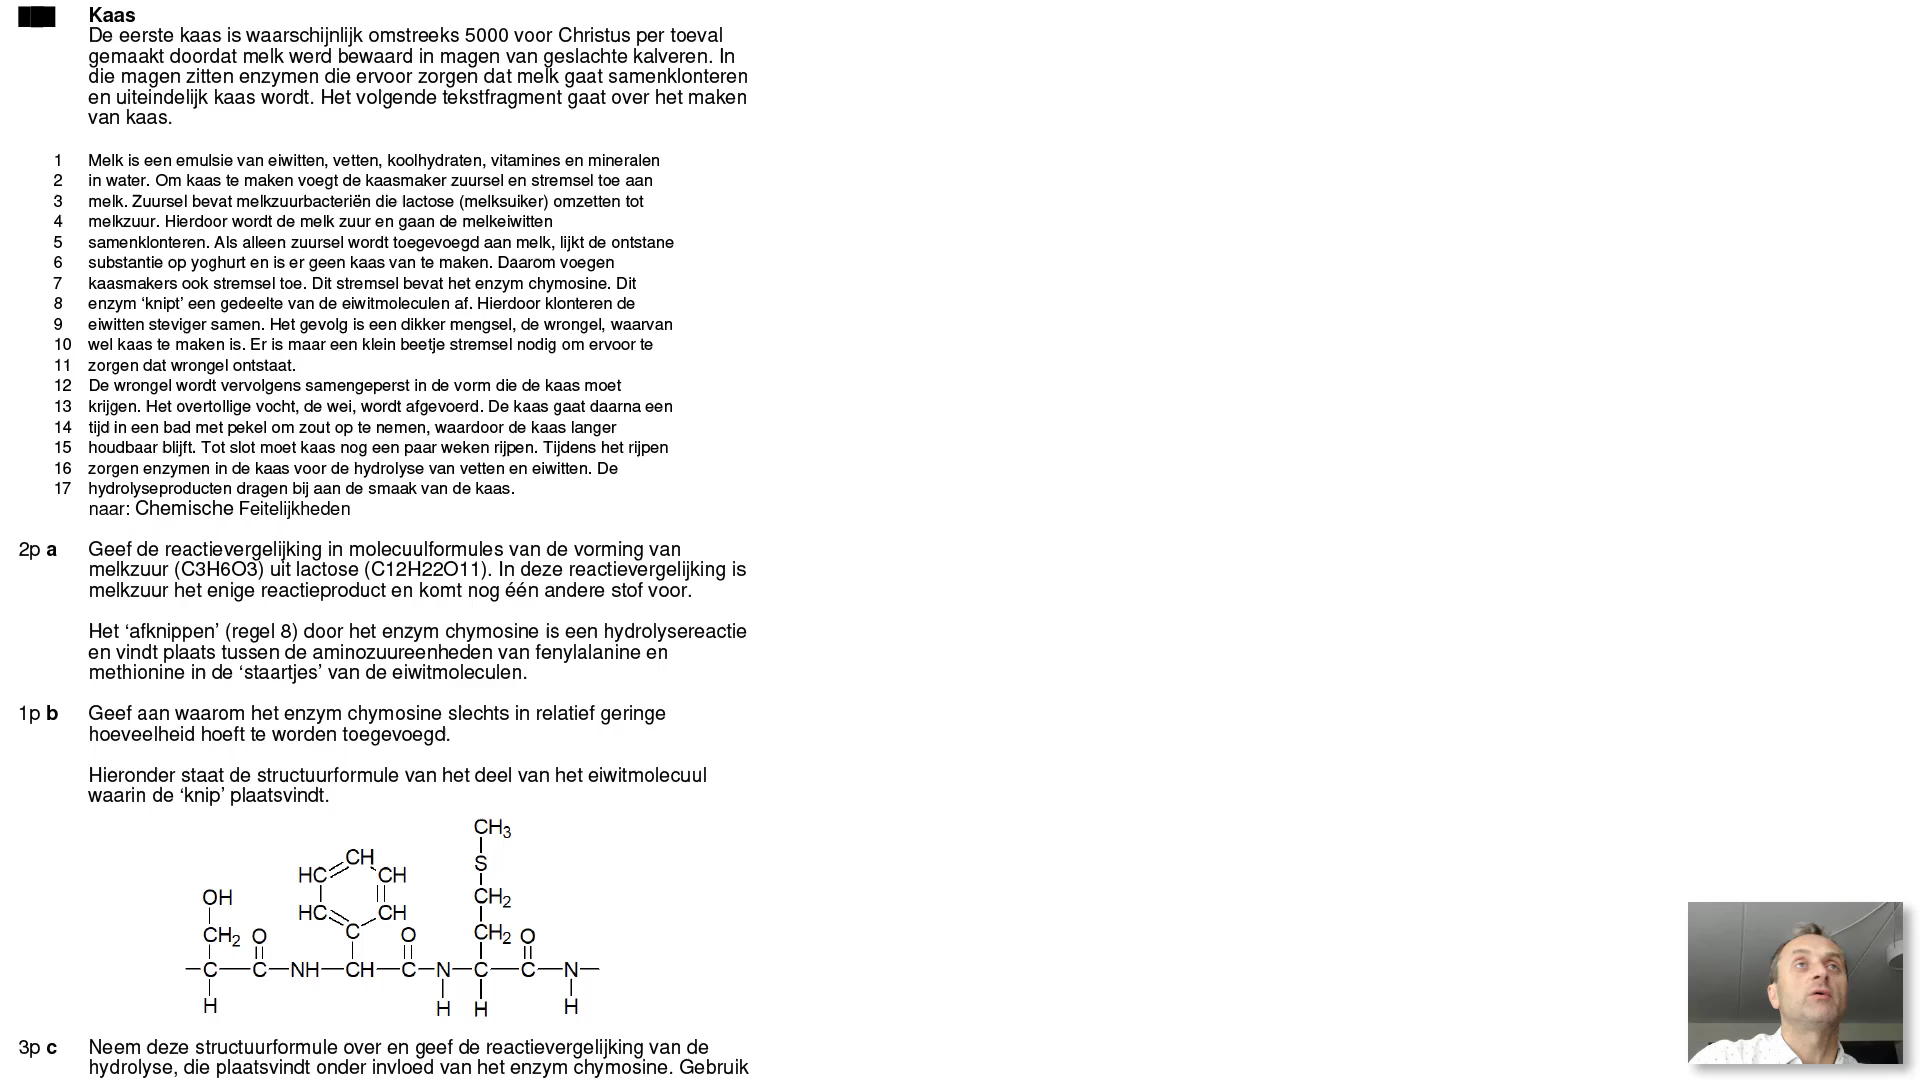 Kaas
De eerste kaas is waarschijnlijk omstreeks 5000 voor Christus per toeval
gemaakt doordat melk werd bewaard in magen van geslachte kalveren. In
die magen zitten enzymen die ervoor zorgen dat melk gaat samenklonteren
en uiteindelijk kaas wordt. Het volgende tekstfragment gaat over het maken
van kaas.
1 Melk is een emulsie van eiwitten, vetten, koolhydraten, vitamines en mineralen
2 in water. Om kaas te maken voegt de kaasmaker zuursel en stremsel toe aan
3 melk. Zuursel bevat melkzuurbacteriën die lactose (melksuiker) omzetten tot
4 melkzuur. Hierdoor wordt de melk zuur en gaan de melkeiwitten
5 samenklonteren. Als alleen zuursel wordt toegevoegd aan melk, lijkt de ontstane
6 substantie op yoghurt en is er geen kaas van te maken. Daarom voegen
7 kaasmakers ook stremsel toe. Dit stremsel bevat het enzym chymosine. Dit
8 enzym ‘knipt’ een gedeelte van de eiwitmoleculen af. Hierdoor klonteren de
9 eiwitten steviger samen. Het gevolg is een dikker mengsel, de wrongel, waarvan
10 wel kaas te maken is. Er is maar een klein beetje stremsel nodig om ervoor te
11 zorgen dat wrongel ontstaat.
12 De wrongel wordt vervolgens samengeperst in de vorm die de kaas moet
13 krijgen. Het overtollige vocht, de wei, wordt afgevoerd. De kaas gaat daarna een
14 tijd in een bad met pekel om zout op te nemen, waardoor de kaas langer
15 houdbaar blijft. Tot slot moet kaas nog een paar weken rijpen. Tijdens het rijpen
16 zorgen enzymen in de kaas voor de hydrolyse van vetten en eiwitten. De
17 hydrolyseproducten dragen bij aan de smaak van de kaas.
naar: Chemische Feitelijkheden
2p a Geef de reactievergelijking in molecuulformules van de vorming van
melkzuur (C3H6O3) uit lactose (C12H22O11). In deze reactievergelijking is
melkzuur het enige reactieproduct en komt nog één andere stof voor.
Het ‘afknippen’ (regel 8) door het enzym chymosine is een hydrolysereactie
en vindt plaats tussen de aminozuureenheden van fenylalanine en
methionine in de ‘staartjes’ van de eiwitmoleculen.
1p b Geef aan waarom het enzym chymosine slechts in relatief geringe
hoeveelheid hoeft te worden toegevoegd.
Hieronder staat de structuurformule van het deel van het eiwitmolecuul
waarin de ‘knip’ plaatsvindt.
CH3
CH S
HC CH
OH CH2
HC CH
CH2 O C O CH2 O
C C NH CH C N C C N
H H H H
3p c Neem deze structuurformule over en geef de reactievergelijking van de
hydrolyse, die plaatsvindt onder invloed van het enzym chymosine. Gebruik